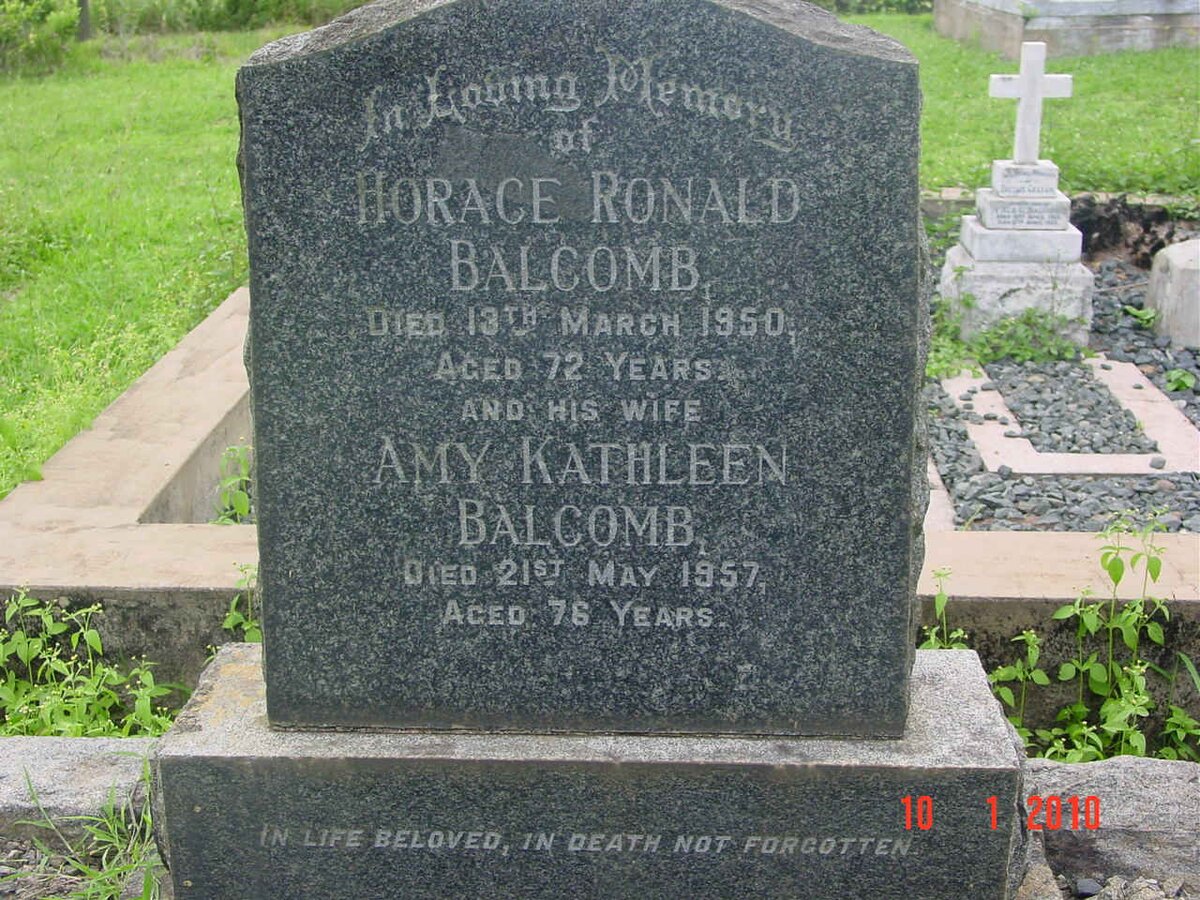 In Loving Memory
of
HORACE RONALD
BALCOMB,
DIED 13TH MARCH 1950,
AGED 72 YEARS.
AND HIS WIFE
AMY KATHLEEN
BALCOMB,
DIED 21ST MAY 1957,
AGED 76 YEARS.
IN LIFE BELOVED, IN DEATH NOT FORGOTTEN.
10 1 2010